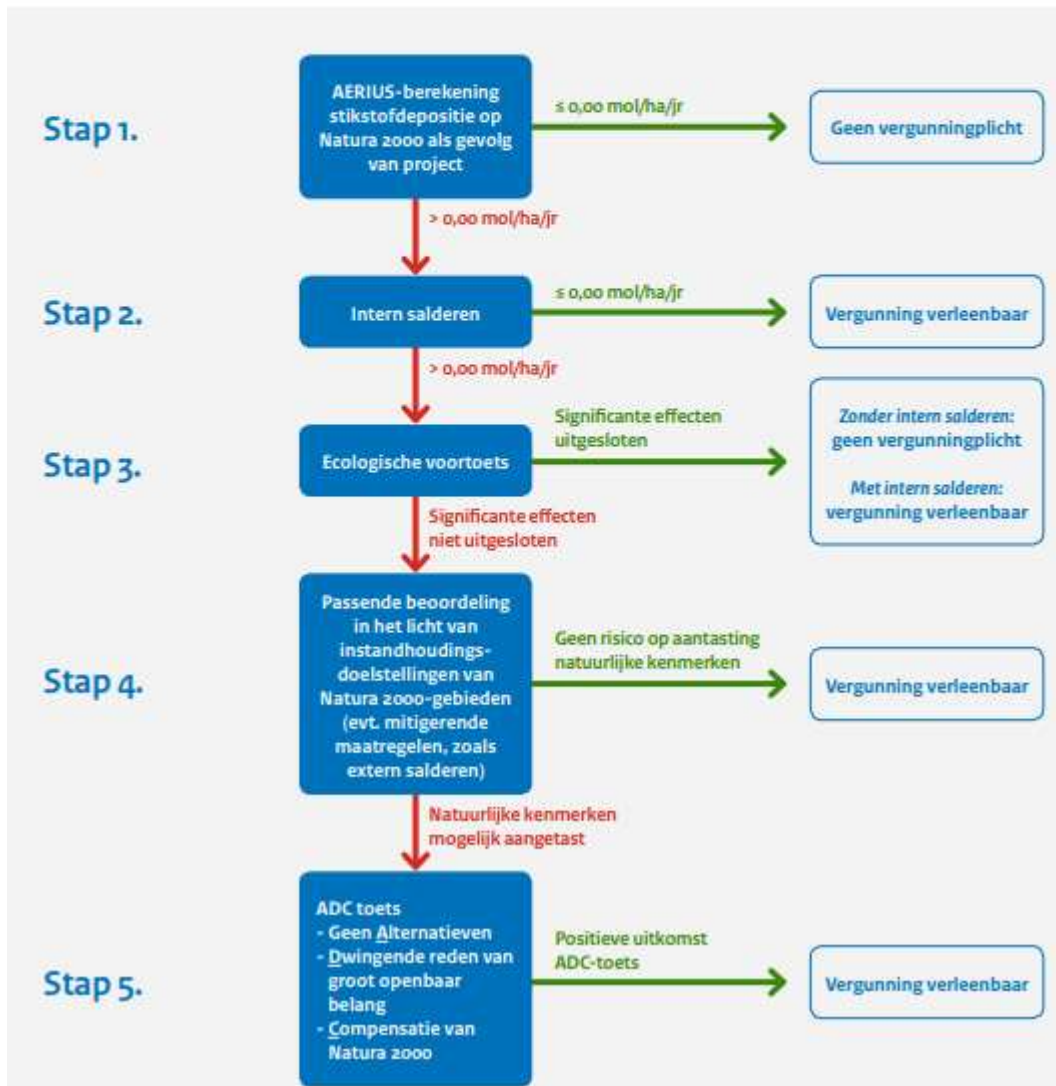 Stap 1.
AERIUS-berekening
stikstofdepositie op
Natura 2000 als gevolg
van project
≤ 0,00 mol/ha/jr
Geen vergunningplicht
> 0,00 mol/ha/jr
Stap 2.
Intern salderen
≤ 0,00 mol/ha/jr
Vergunning verleenbaar
> 0,00 mol/ha/jr
Stap 3.
Ecologische voortoets
Significante effecten
uitgesloten
Zonder intern salderen:
geen vergunningplicht
Met intern salderen:
vergunning verleenbaar
Significante effecten
niet uitgesloten
Stap 4.
Passende beoordeling
in het licht van
instandhoudings-
doelstellingen van
Natura 2000-gebieden
(evt. mitigerende
maatregelen, zoals
extern salderen)
Geen risico op aantasting
natuurlijke kenmerken
Vergunning verleenbaar
Natuurlijke kenmerken
mogelijk aangetast
Stap 5.
ADC toets
- Geen Alternatieven
- Dwingende reden van
groot openbaar
belang
- Compensatie van
Natura 2000
Positieve uitkomst
ADC-toets
Vergunning verleenbaar